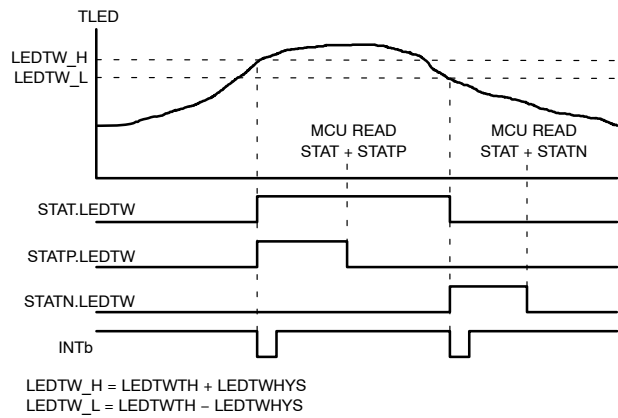 TLED
LEDTW_H
LEDTW_L
MCU READ
STAT + STATP
MCU READ
STAT + STATN
STAT.LEDTW
STATP.LEDTW
STATN.LEDTW
INTb
LEDTW_H = LEDTWTH + LEDTWHYS
LEDTW_L = LEDTWTH − LEDTWHYS